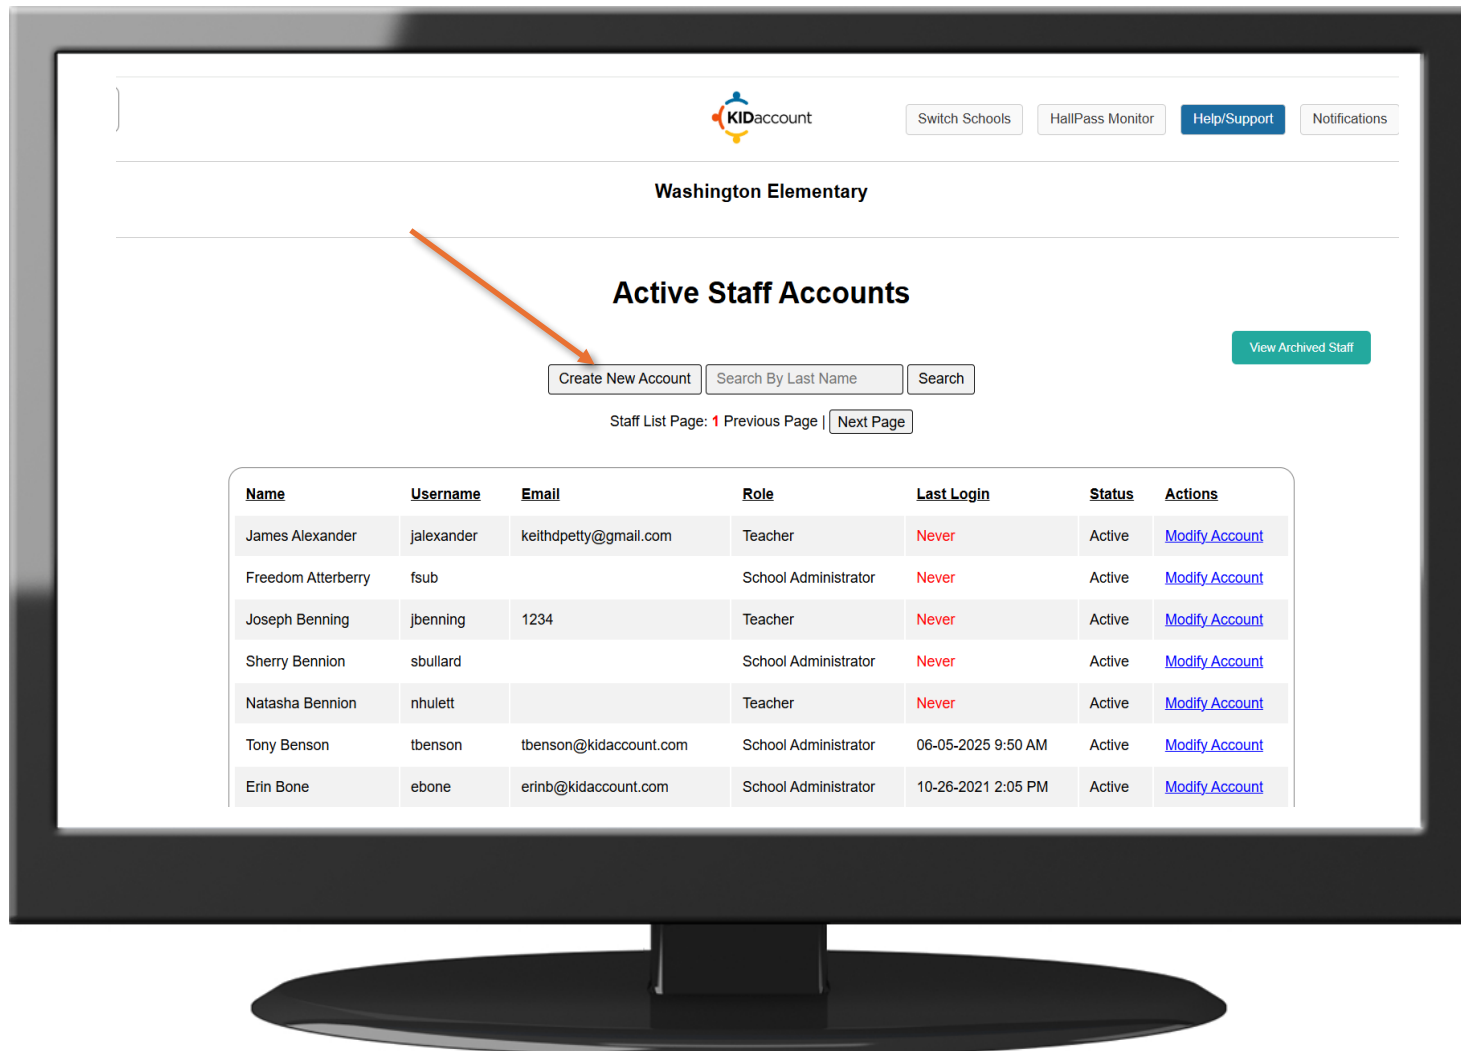 KIDaccount
Switch Schools HallPass Monitor Help/Support Notifications
Washington Elementary
Active Staff Accounts
View Archived Staff
Create New Account Search By Last Name Search
Staff List Page: 1 Previous Page | Next Page
Name Username Email Role Last Login Status Actions
James Alexander jalexander keithdpetty@gmail.com Teacher Never Active Modify Account
Freedom Atterberry fsub School Administrator Never Active Modify Account
Joseph Benning jbenning 1234 Teacher Never Active Modify Account
Sherry Bennion sbullard School Administrator Never Active Modify Account
Natasha Bennion nhulett Teacher Never Active Modify Account
Tony Benson tbenson tbenson@kidaccount.com School Administrator 06-05-2025 9:50 AM Active Modify Account
Erin Bone ebone erinb@kidaccount.com School Administrator 10-26-2021 2:05 PM Active Modify Account